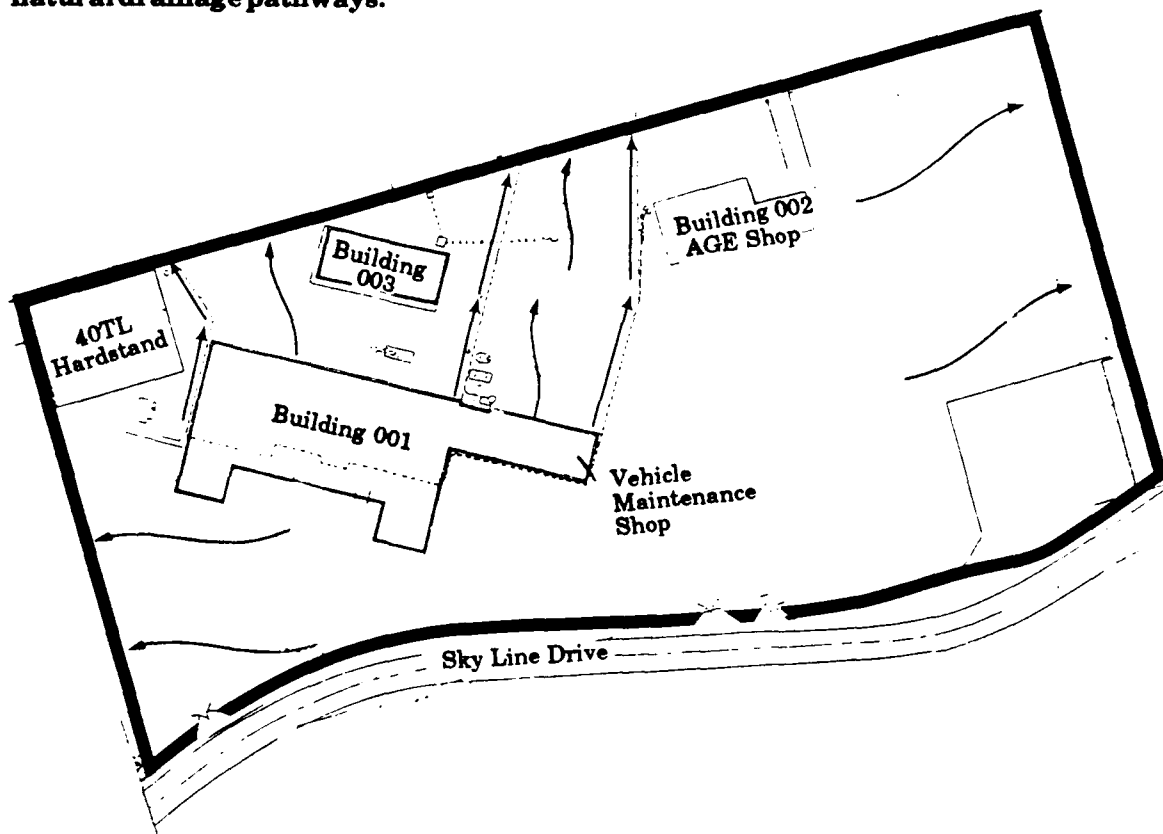 natural drainage pathways.
Building 002
AGE Shop
Building
003
40TL
Hardstand
Building 001
Vehicle
Maintenance
Shop
Sky Line Drive